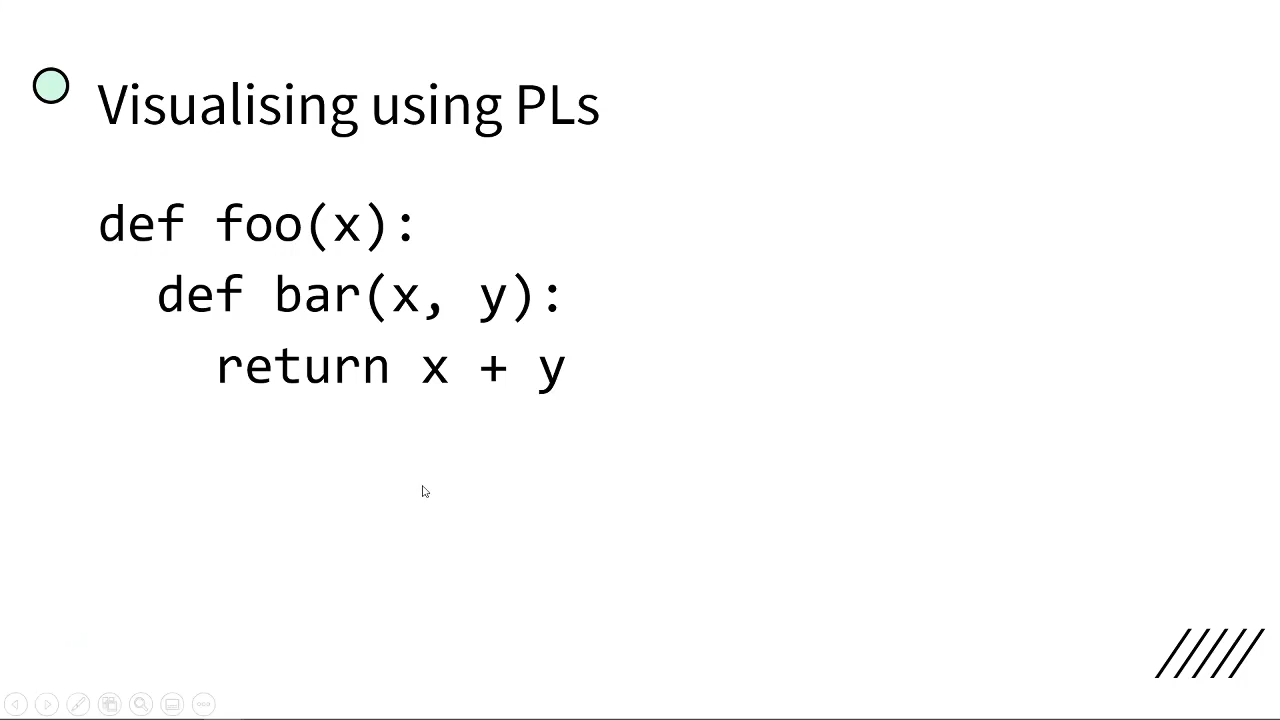 Visualising using PLs
def foo(x):
  def bar(x, y):
    return x + y